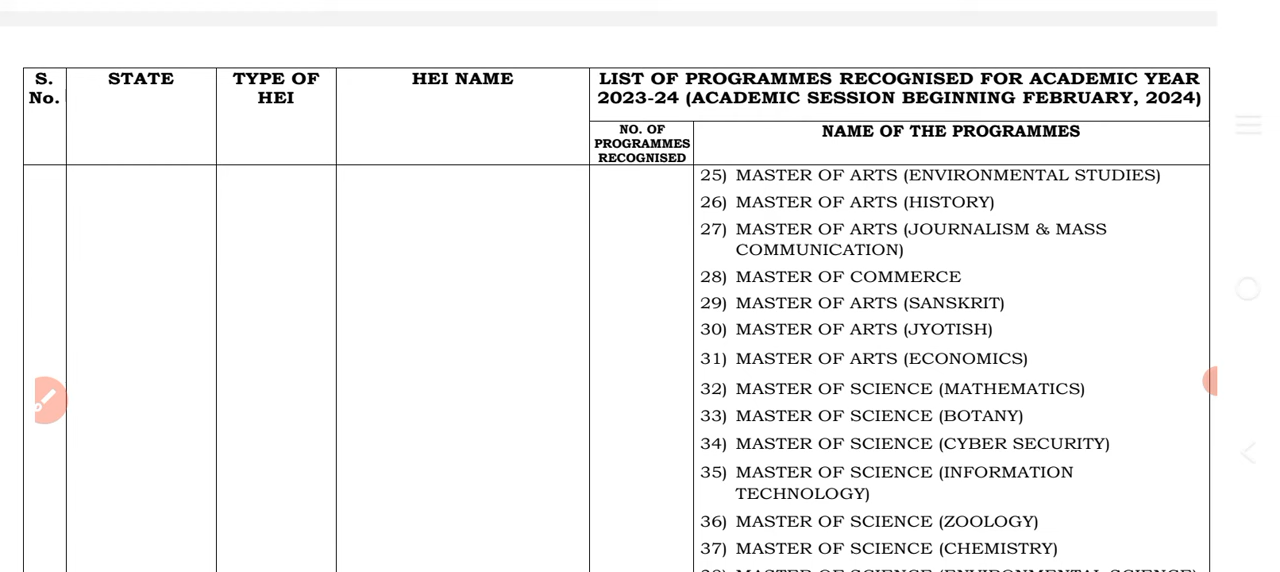 S. No.
STATE
TYPE OF HEI
HEI NAME
LIST OF PROGRAMMES RECOGNISED FOR ACADEMIC YEAR
2023-24 (ACADEMIC SESSION BEGINNING FEBRUARY, 2024)
NO. OF
PROGRAMMES
RECOGNISED
NAME OF THE PROGRAMMES
25) MASTER OF ARTS (ENVIRONMENTAL STUDIES)
26) MASTER OF ARTS (HISTORY)
27) MASTER OF ARTS (JOURNALISM & MASS
COMMUNICATION)
28) MASTER OF COMMERCE
29) MASTER OF ARTS (SANSKRIT)
30) MASTER OF ARTS (JYOTISH)
31) MASTER OF ARTS (ECONOMICS)
32) MASTER OF SCIENCE (MATHEMATICS)
33) MASTER OF SCIENCE (BOTANY)
34) MASTER OF SCIENCE (CYBER SECURITY)
35) MASTER OF SCIENCE (INFORMATION
TECHNOLOGY)
36) MASTER OF SCIENCE (ZOOLOGY)
37) MASTER OF SCIENCE (CHEMISTRY)